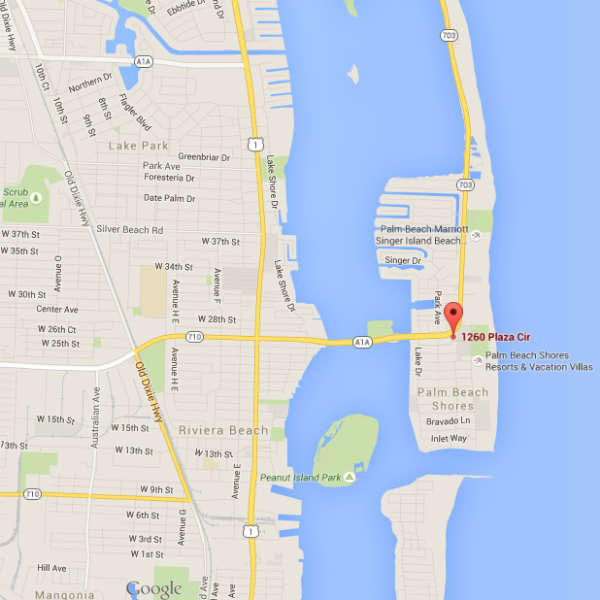 Ebbtide Dr
Old Dixie Hwy
703
10th Ct
A1A
Northern Dr
10th St
8th St
9th St
Flagler Blvd
Lake Park
1
Greenbriar Dr
Park Ave
Foresteria Dr
Lake Shore Dr
Scrub
al Area
Old Dixie Hwy
Date Palm Dr
703
Silver Beach Rd
W 37th St
W 37th St
W 35th St
Palm Beach Marriott
Singer Island Beach...
Singer Dr
Avenue O
W 34th St
Avenue F
Lake Shore Dr
W 30th St
Center Ave
Avenue H E
W 28th St
Park Ave
W 26th Ct
W 25th St
710
A1A
1260 Plaza Cir
Lake Dr
Palm Beach Shores
Resorts & Vacation Villas
Avenue H E
Old Dixie Hwy
Palm Beach
Shores
Australian Ave
W 15th St
W 15th St
Bravado Ln
Inlet Way
Riviera Beach
13th St
W 13th St
W 13th St
Avenue E
Peanut Island Park
710
W 9th St
W 6th St
Avenue G
1
W 3rd St
W 1st St
Hill Ave
Google
Mangonia